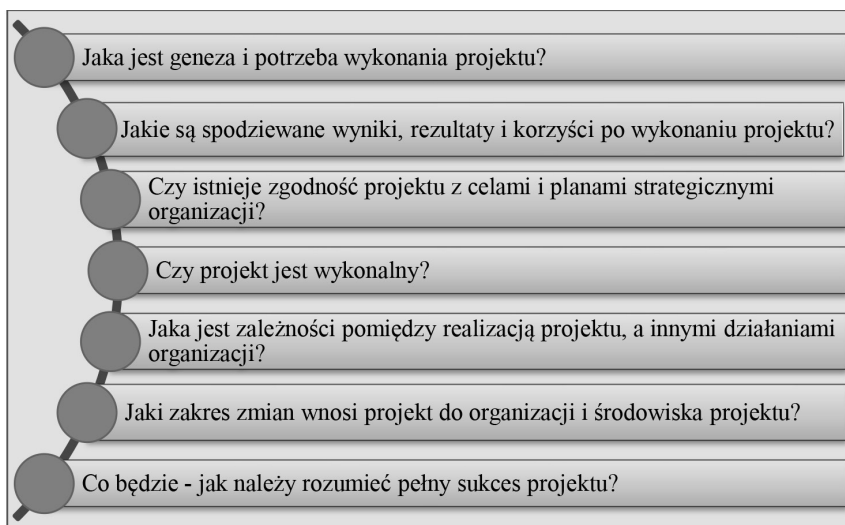 Jaka jest geneza i potrzeba wykonania projektu?
Jakie są spodziewane wyniki, rezultaty i korzyści po wykonaniu projektu?
Czy istnieje zgodność projektu z celami i planami strategicznymi
organizacji?
Czy projekt jest wykonalny?
Jaka jest zależności pomiędzy realizacją projektu, a innymi działaniami
organizacji?
Jaki zakres zmian wnosi projekt do organizacji i środowiska projektu?
Co będzie - jak należy rozumieć pełny sukces projektu?